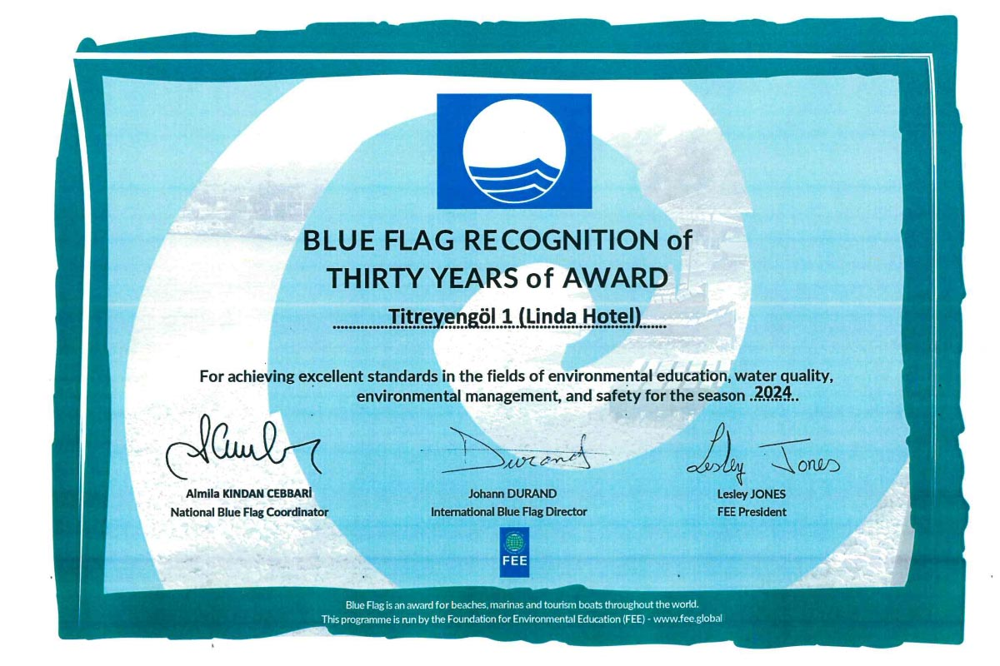 BLUE FLAG RECOGNITION of
THIRTY YEARS of AWARD
Titreyengöl 1 (Linda Hotel)
For achieving excellent standards in the fields of environmental education, water quality,
environmental management, and safety for the season ..2024..
Durand
Lesley Jones
Almila KINDAN CEBBARİ
Johann DURAND
Lesley JONES
National Blue Flag Coordinator
International Blue Flag Director
FEE President
FEE
Blue Flag is an award for beaches, marinas and tourism boats throughout the world.
This programme is run by the Foundation for Environmental Education (FEE) - www.fee.global